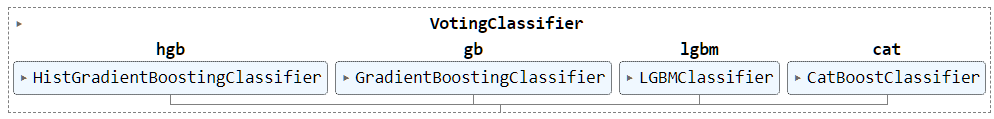 ▸ VotingClassifier
hgb gb lgbm cat
▸ HistGradientBoostingClassifier ▸ GradientBoostingClassifier ▸ LGBMClassifier ▸ CatBoostClassifier